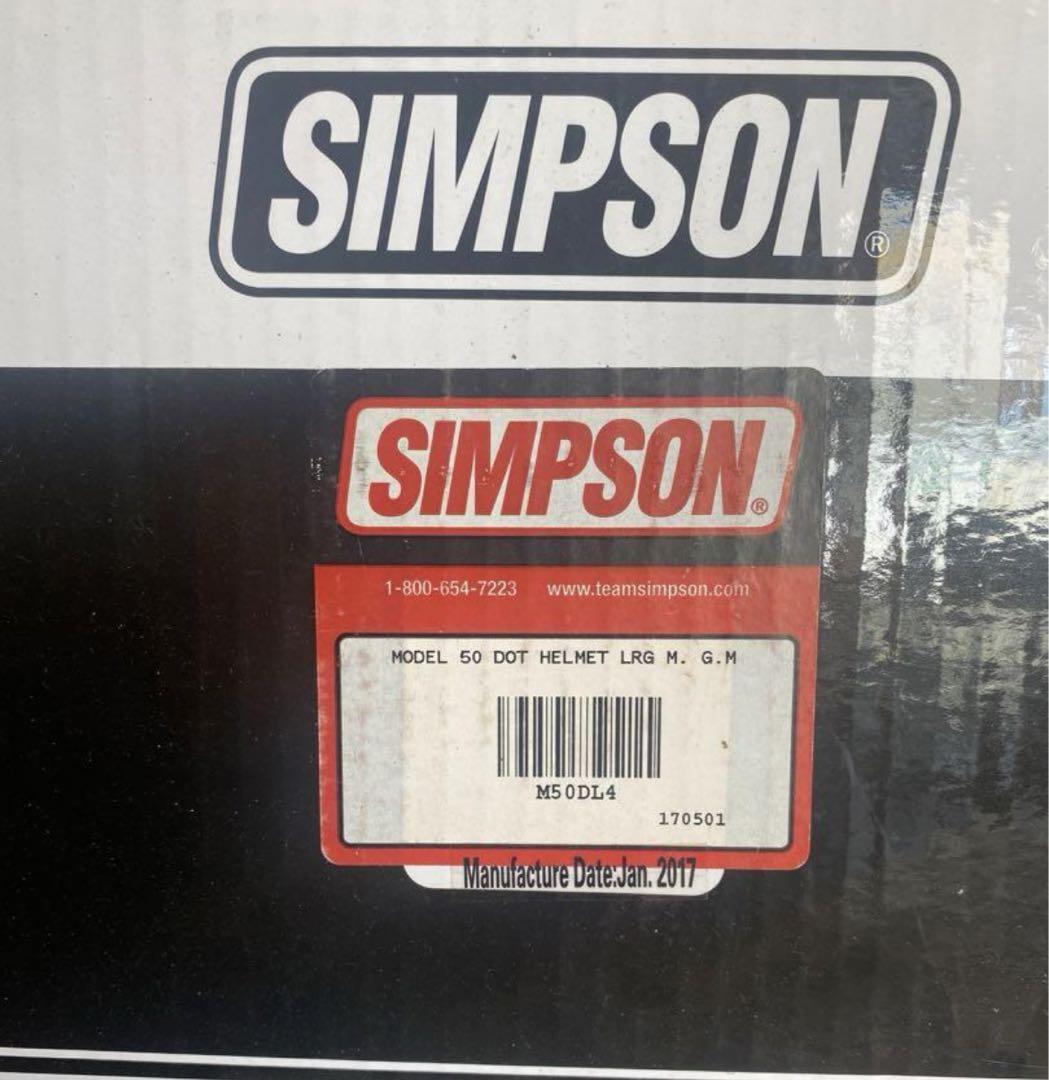 SIMPSON®
SIMPSON®
1-800-654-7223 www.teamsimpson.com
MODEL 50 DOT HELMET LRG M. G.M
M50DL4
170501
Manufacture Date:Jan. 2017